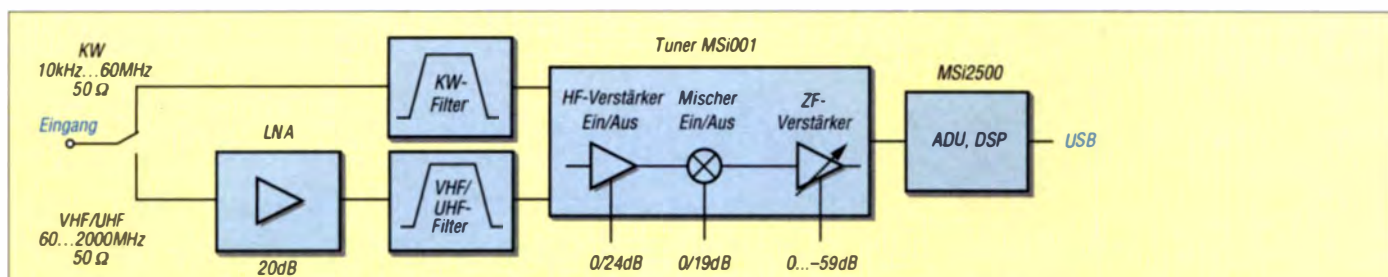 KW
10kHz...60MHz
50 Ω
Eingang
VHF/UHF
60...2000MHz
50 Ω
LNA
20dB
KW-
Filter
VHF/
UHF-
Filter
Tuner MSi001
HF-Verstärker
Ein/Aus
Mischer
Ein/Aus
ZF-
Verstärker
0/24dB
0/19dB
0...–59dB
MSi2500
ADU, DSP
USB